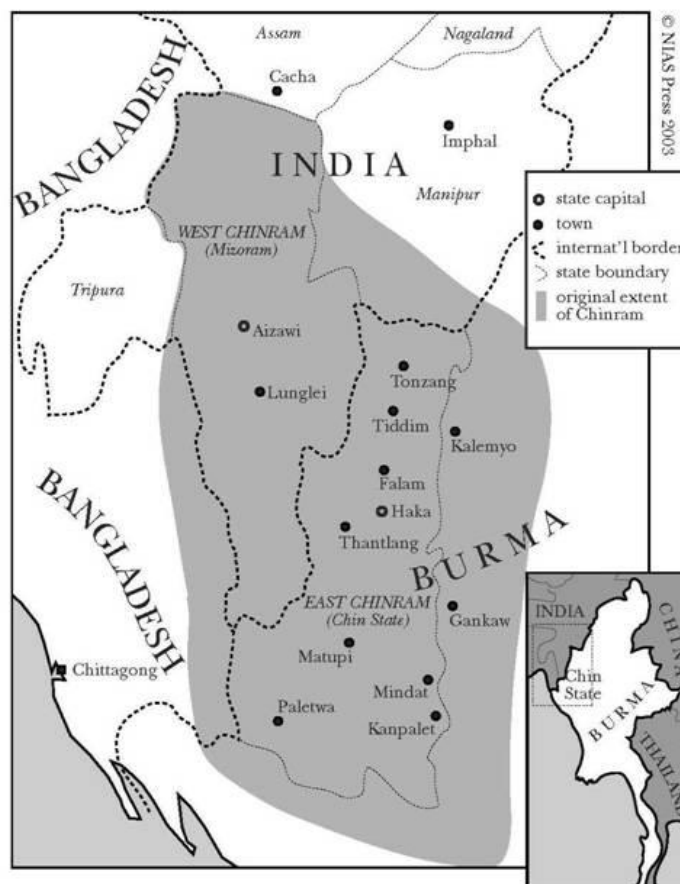 Assam
Nagaland
© NIAS Press 2003
Cacha
BANGLADESH
Imphal
INDIA
Manipur
state capital
town
internat'l border
state boundary
original extent
of Chinram
WEST CHINRAM
(Mizoram)
Tripura
Aizawi
Tonzang
Lunglei
Tiddim
Kalemyo
Falam
Haka
Thantlang
BANGLADESH
BURMA
EAST CHINRAM
(Chin State)
Gankaw
Matupi
Chittagong
Mindat
Paletwa
Kanpalet
INDIA
CHINA
Chin
State
BURMA
THAILAND